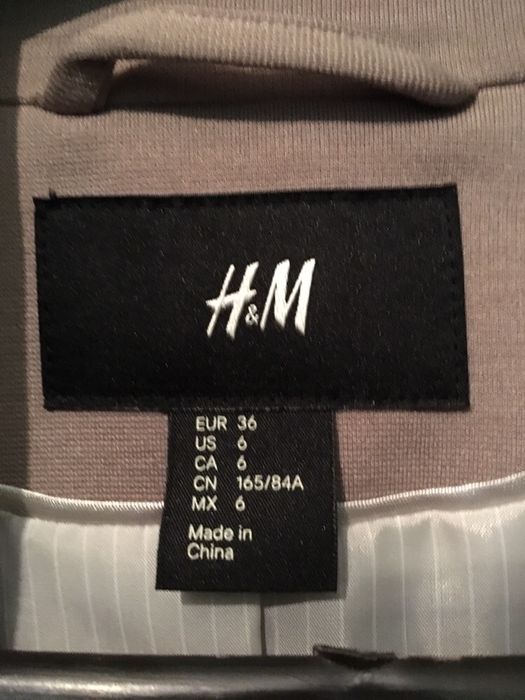 H&M
EUR 36
US 6
CA 6
CN 165/84A
MX 6
Made in
China